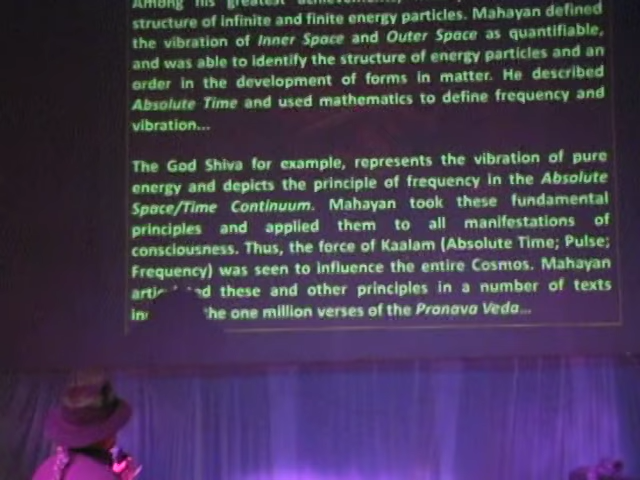 Among his greatest
structure of infinite and finite energy particles. Mahayan defined
the vibration of Inner Space and Outer Space as quantifiable,
and was able to identify the structure of energy particles and an
order in the development of forms in matter. He described
Absolute Time and used mathematics to define frequency and
vibration...
The God Shiva for example, represents the vibration of pure
energy and depicts the principle of frequency in the Absolute
Space/Time Continuum. Mahayan took these fundamental
principles and applied them to all manifestations of
consciousness. Thus, the force of Kaalam (Absolute Time; Pulse;
Frequency) was seen to influence the entire Cosmos. Mahayan
these and other principles in a number of texts
the one million verses of the Pranava Veda...